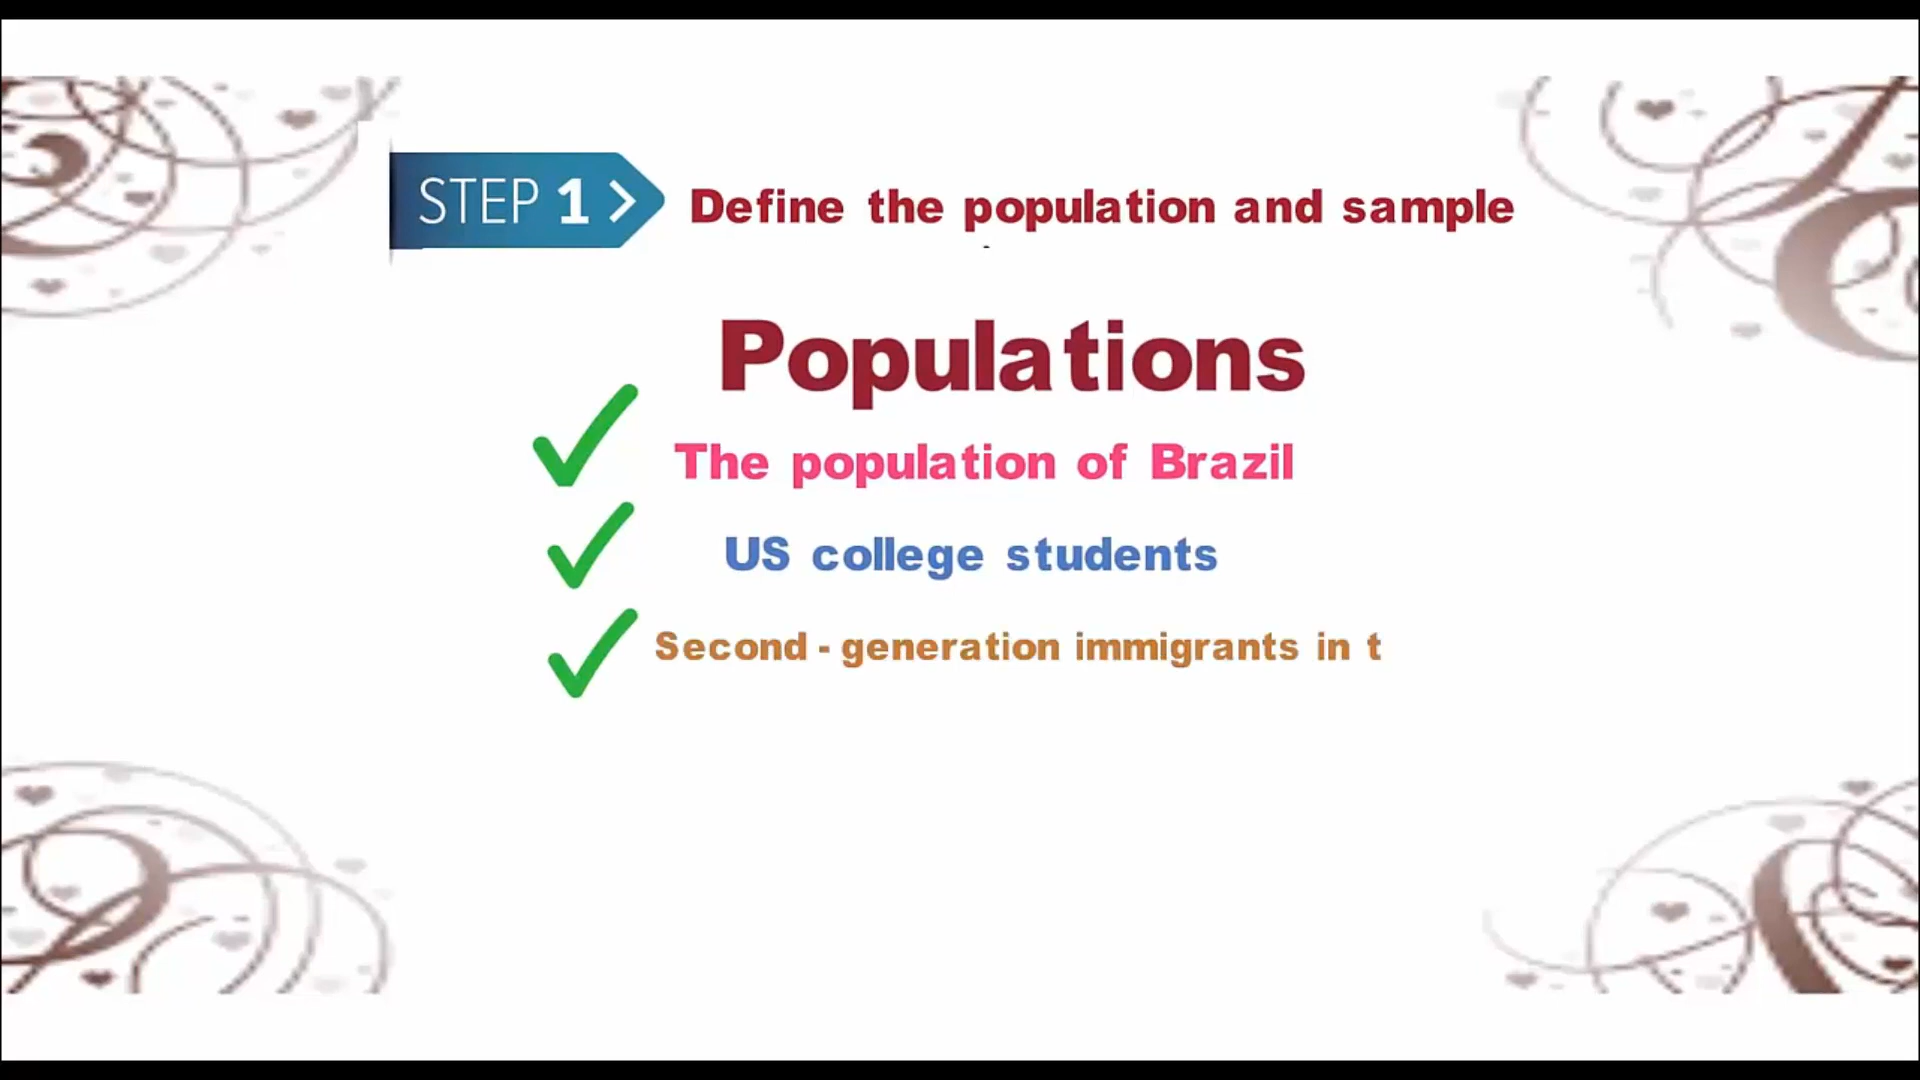 STEP 1 > Define the population and sample
Populations
The population of Brazil
US college students
Second - generation immigrants in t